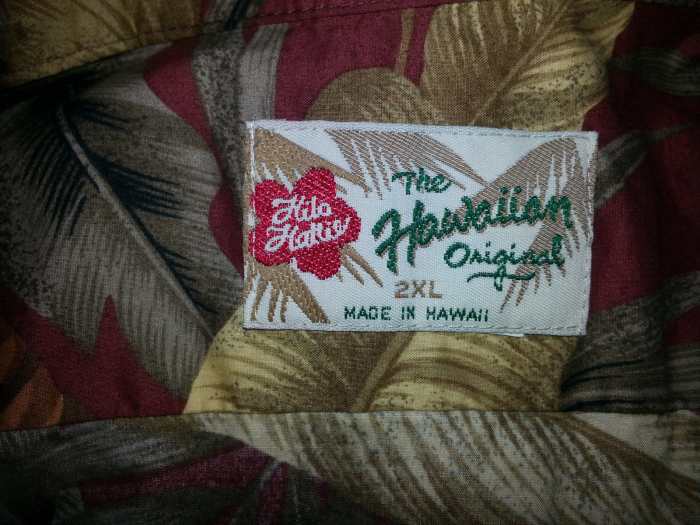 Hilo
Hattie
The
Hawaiian
Original
2XL
MADE IN HAWAII